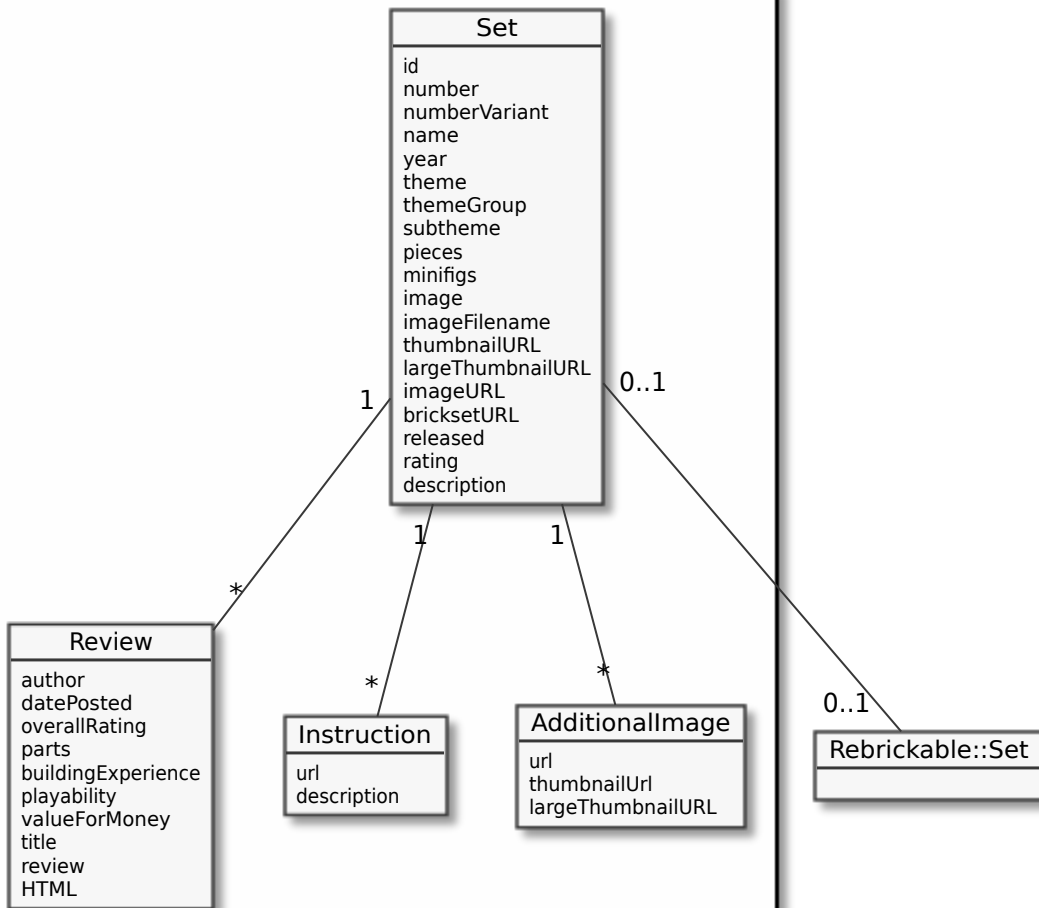 Set
id
number
numberVariant
name
year
theme
themeGroup
subtheme
pieces
minifigs
image
imageFilename
thumbnailURL
largeThumbnailURL
imageURL
bricksetURL
released
rating
description
1
0..1
1
1
*
*
*
0..1
Review
author
datePosted
overallRating
parts
buildingExperience
playability
valueForMoney
title
review
HTML
Instruction
url
description
AdditionalImage
url
thumbnailUrl
largeThumbnailURL
Rebrickable::Set